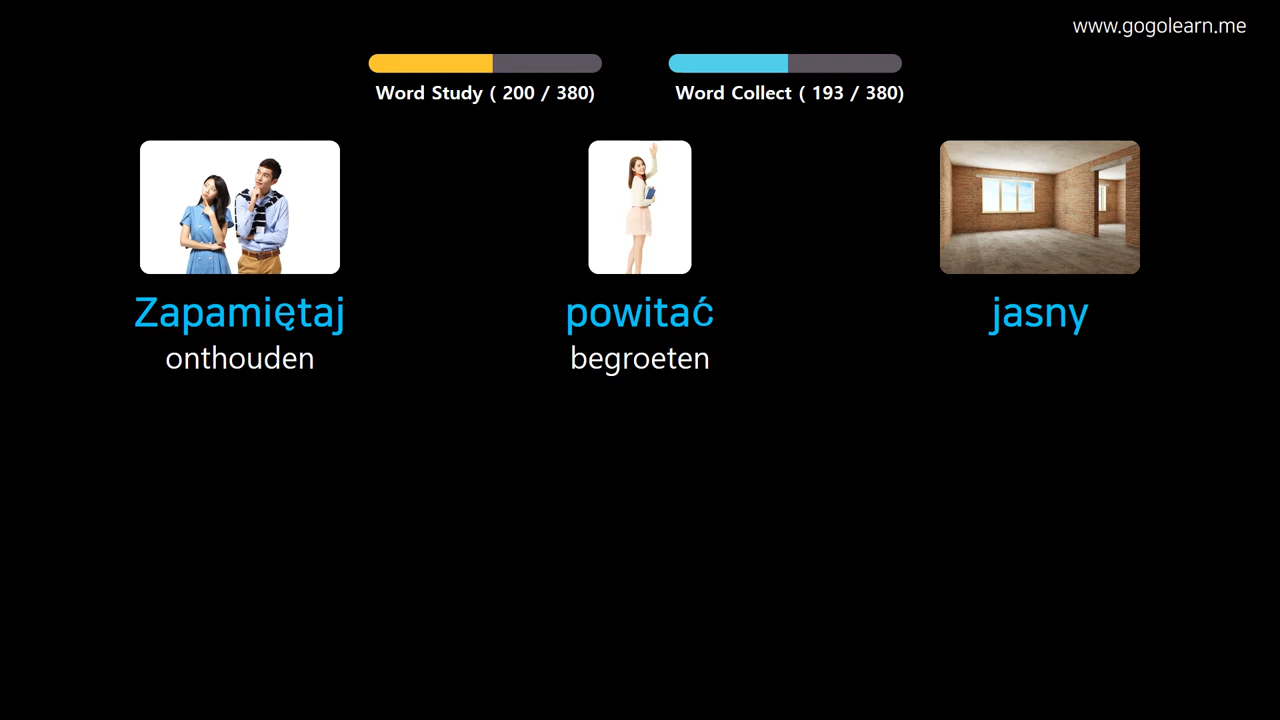 www.gogolearn.me
Word Study ( 200 / 380)
Word Collect ( 193 / 380)
Zapamiętaj
onthouden
powitać
begroeten
jasny